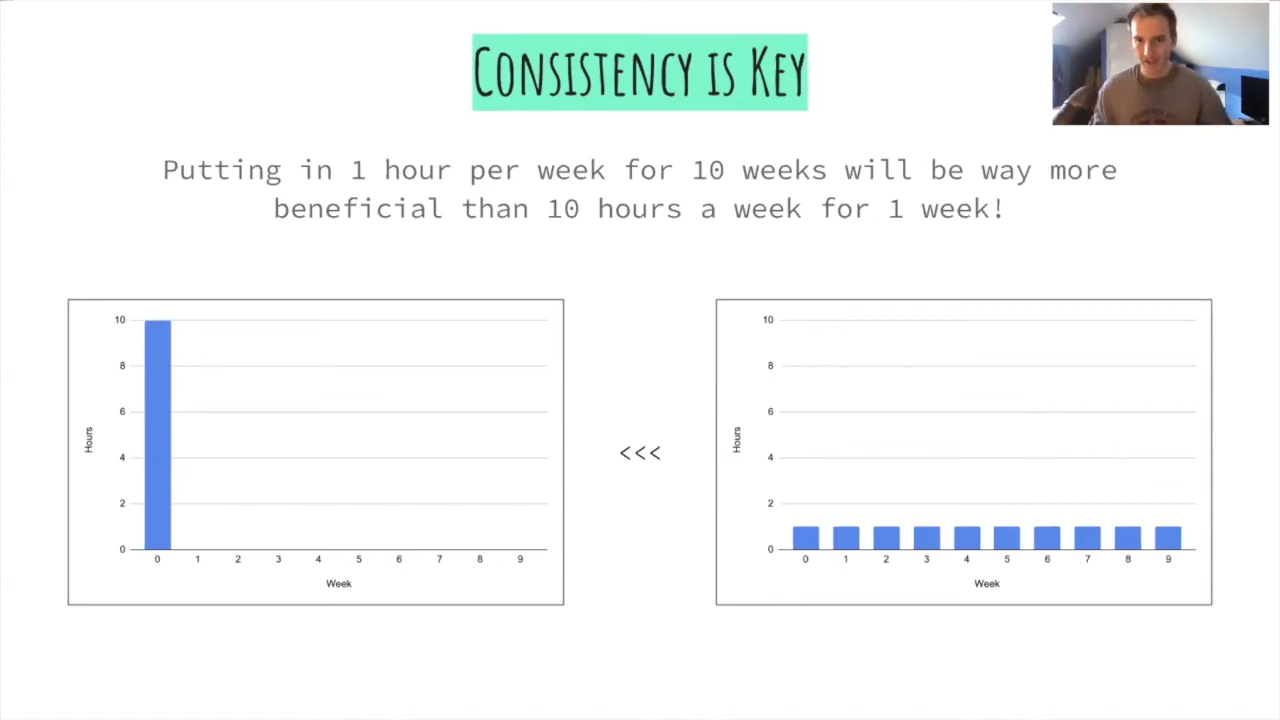 Consistency is Key
Putting in 1 hour per week for 10 weeks will be way more
beneficial than 10 hours a week for 1 week!
10
8
6
4
2
0
Hours
0 1 2 3 4 5 6 7 8 9
Week
<<<
10
8
6
4
2
0
Hours
0 1 2 3 4 5 6 7 8 9
Week